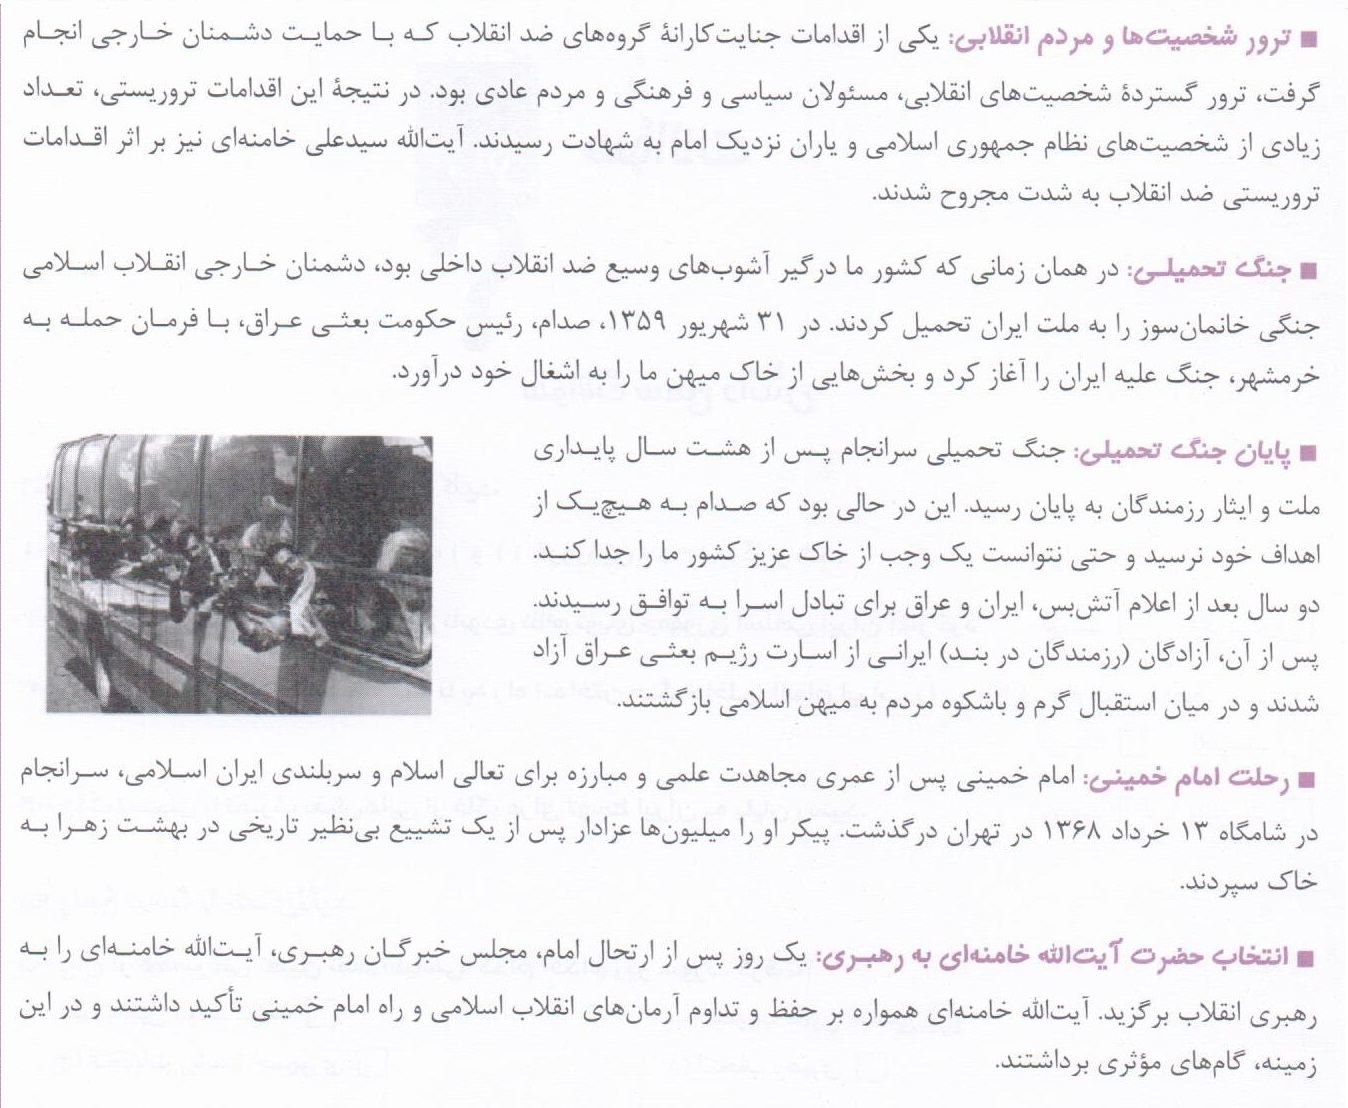 ■ ترور شخصیت‌ها و مردم انقلابی: یکی از اقدامات جنایت‌کارانهٔ گروه‌های ضد انقلاب که با حمایت دشمنان خارجی انجام
گرفت، ترور گستردهٔ شخصیت‌های انقلابی، مسئولان سیاسی و فرهنگی و مردم عادی بود. در نتیجهٔ این اقدامات تروریستی، تعداد
زیادی از شخصیت‌های نظام جمهوری اسلامی و یاران نزدیک امام به شهادت رسیدند. آیت‌الله سیدعلی خامنه‌ای نیز بر اثر اقدامات
تروریستی ضد انقلاب به شدت مجروح شدند.
■ جنگ تحمیلی: در همان زمانی که کشور ما درگیر آشوب‌های وسیع ضد انقلاب داخلی بود، دشمنان خارجی انقلاب اسلامی
جنگی خانمان‌سوز را به ملت ایران تحمیل کردند. در ۳۱ شهریور ۱۳۵۹، صدام، رئیس حکومت بعثی عراق، با فرمان حمله به
خرمشهر، جنگ علیه ایران را آغاز کرد و بخش‌هایی از خاک میهن ما را به اشغال خود درآورد.
■ پایان جنگ تحمیلی: جنگ تحمیلی سرانجام پس از هشت سال پایداری
ملت و ایثار رزمندگان به پایان رسید. این در حالی بود که صدام به هیچ‌یک از
اهداف خود نرسید و حتی نتوانست یک وجب از خاک عزیز کشور ما را جدا کند.
دو سال بعد از اعلام آتش‌بس، ایران و عراق برای تبادل اسرا به توافق رسیدند.
پس از آن، آزادگان (رزمندگان در بند) ایرانی از اسارت رژیم بعثی عراق آزاد
شدند و در میان استقبال گرم و باشکوه مردم به میهن اسلامی بازگشتند.
■ رحلت امام خمینی: امام خمینی پس از عمری مجاهدت علمی و مبارزه برای تعالی اسلام و سربلندی ایران اسلامی، سرانجام
در شامگاه ۱۳ خرداد ۱۳۶۸ در تهران درگذشت. پیکر او را میلیون‌ها عزادار پس از یک تشییع بی‌نظیر تاریخی در بهشت زهرا به
خاک سپردند.
■ انتخاب حضرت آیت‌الله خامنه‌ای به رهبری: یک روز پس از ارتحال امام، مجلس خبرگان رهبری، آیت‌الله خامنه‌ای را به
رهبری انقلاب برگزید. آیت‌الله خامنه‌ای همواره بر حفظ و تداوم آرمان‌های انقلاب اسلامی و راه امام خمینی تأکید داشتند و در این
زمینه، گام‌های مؤثری برداشتند.